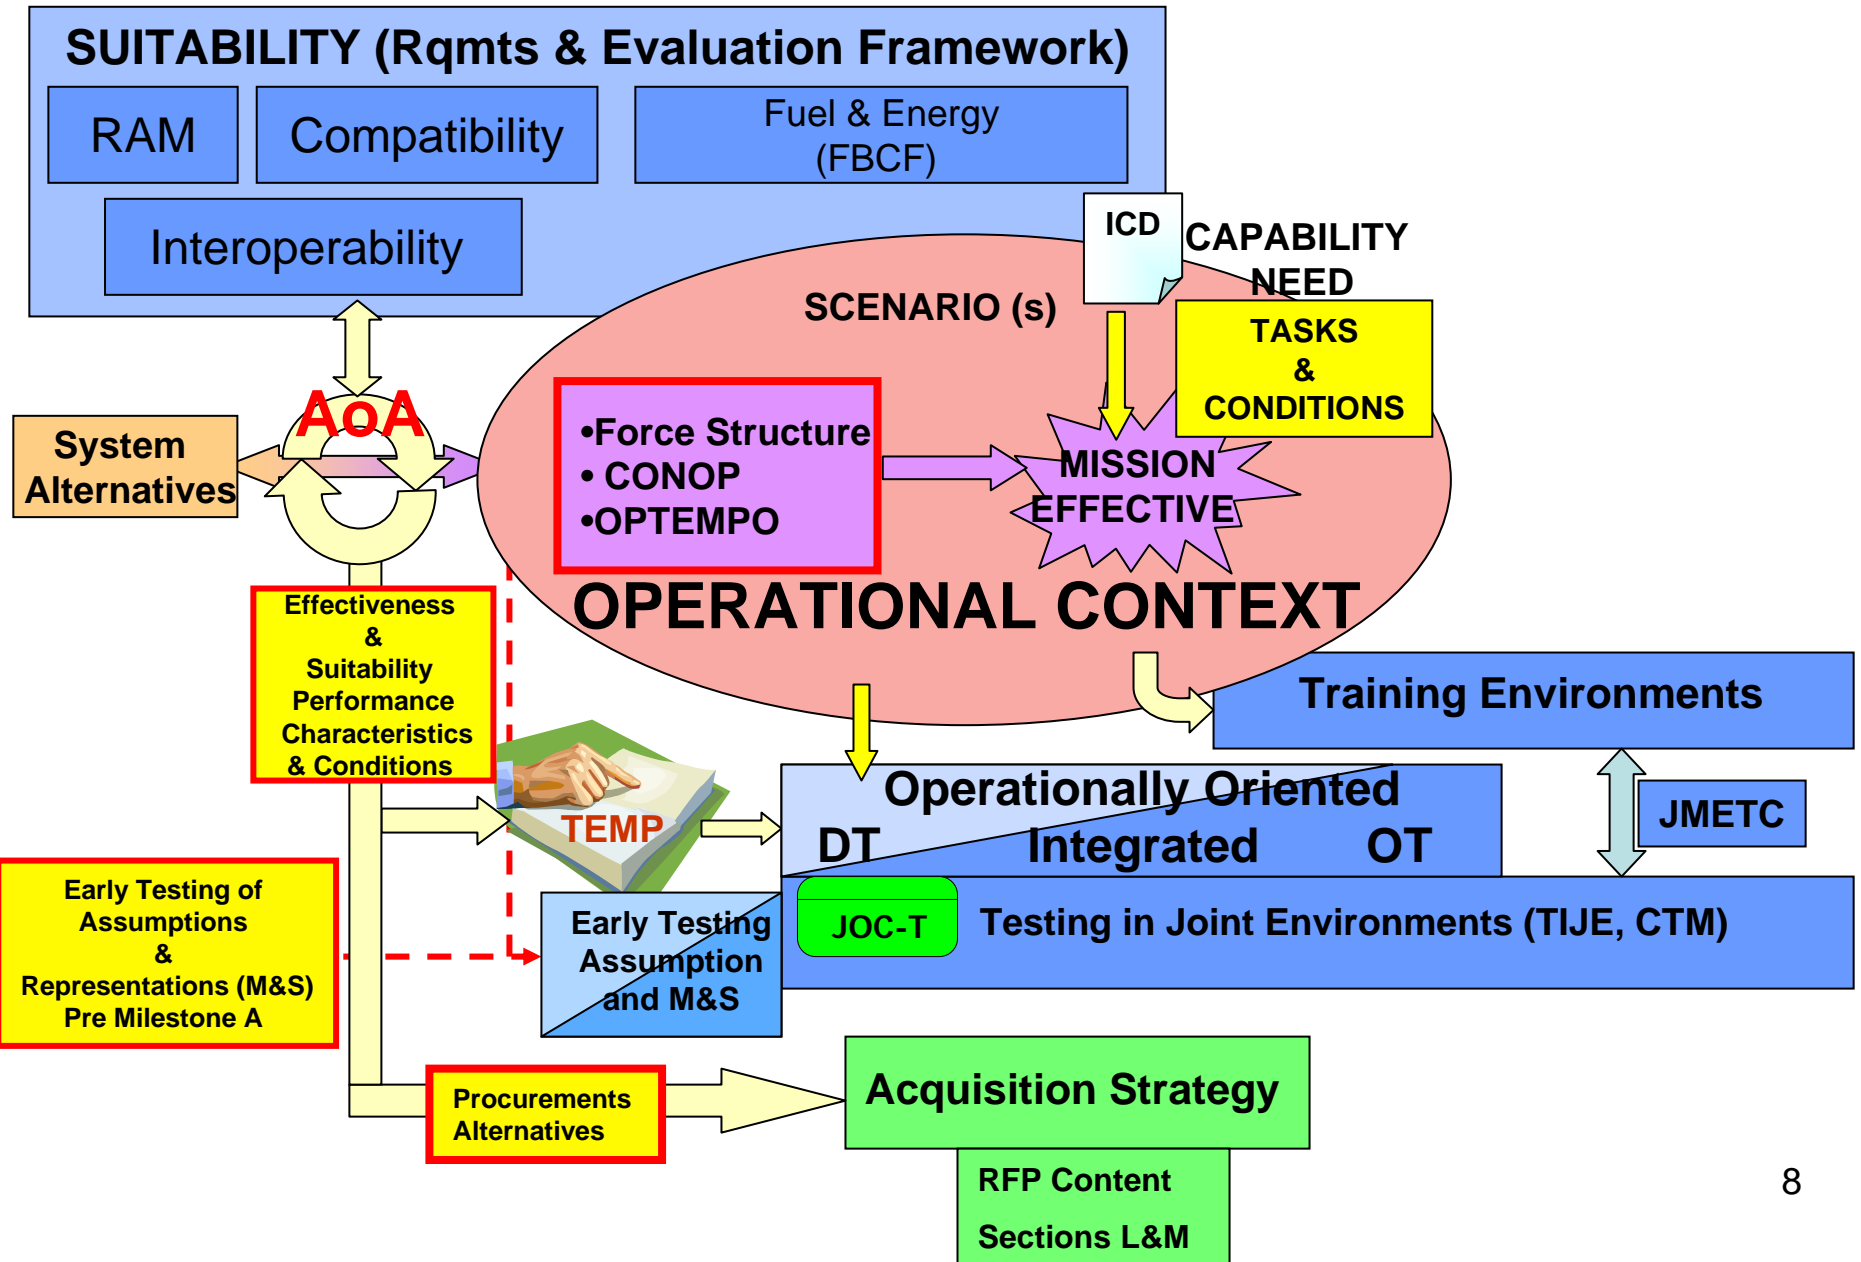 SUITABILITY (Rqmts & Evaluation Framework)
RAM
Compatibility
Fuel & Energy
(FBCF)
Interoperability
ICD
CAPABILITY
NEED
SCENARIO (s)
TASKS
&
CONDITIONS
AoA
System
Alternatives
•Force Structure
• CONOP
•OPTEMPO
MISSION
EFFECTIVE
OPERATIONAL CONTEXT
Effectiveness
&
Suitability
Performance
Characteristics
& Conditions
Training Environments
TEMP
Operationally Oriented
DT Integrated OT
JMETC
Early Testing of
Assumptions
&
Representations (M&S)
Pre Milestone A
Early Testing
Assumption
and M&S
JOC-T
Testing in Joint Environments (TIJE, CTM)
Procurements
Alternatives
Acquisition Strategy
RFP Content
Sections L&M
8